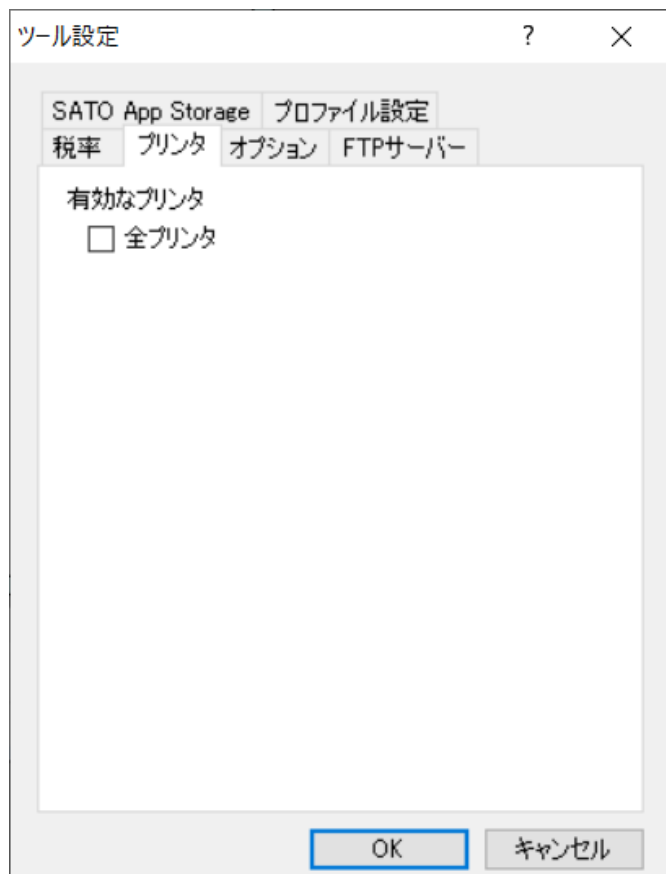 ツール設定
SATO App Storage プロファイル設定
税率 プリンタ オプション FTPサーバー
有効なプリンタ
全プリンタ
OK キャンセル